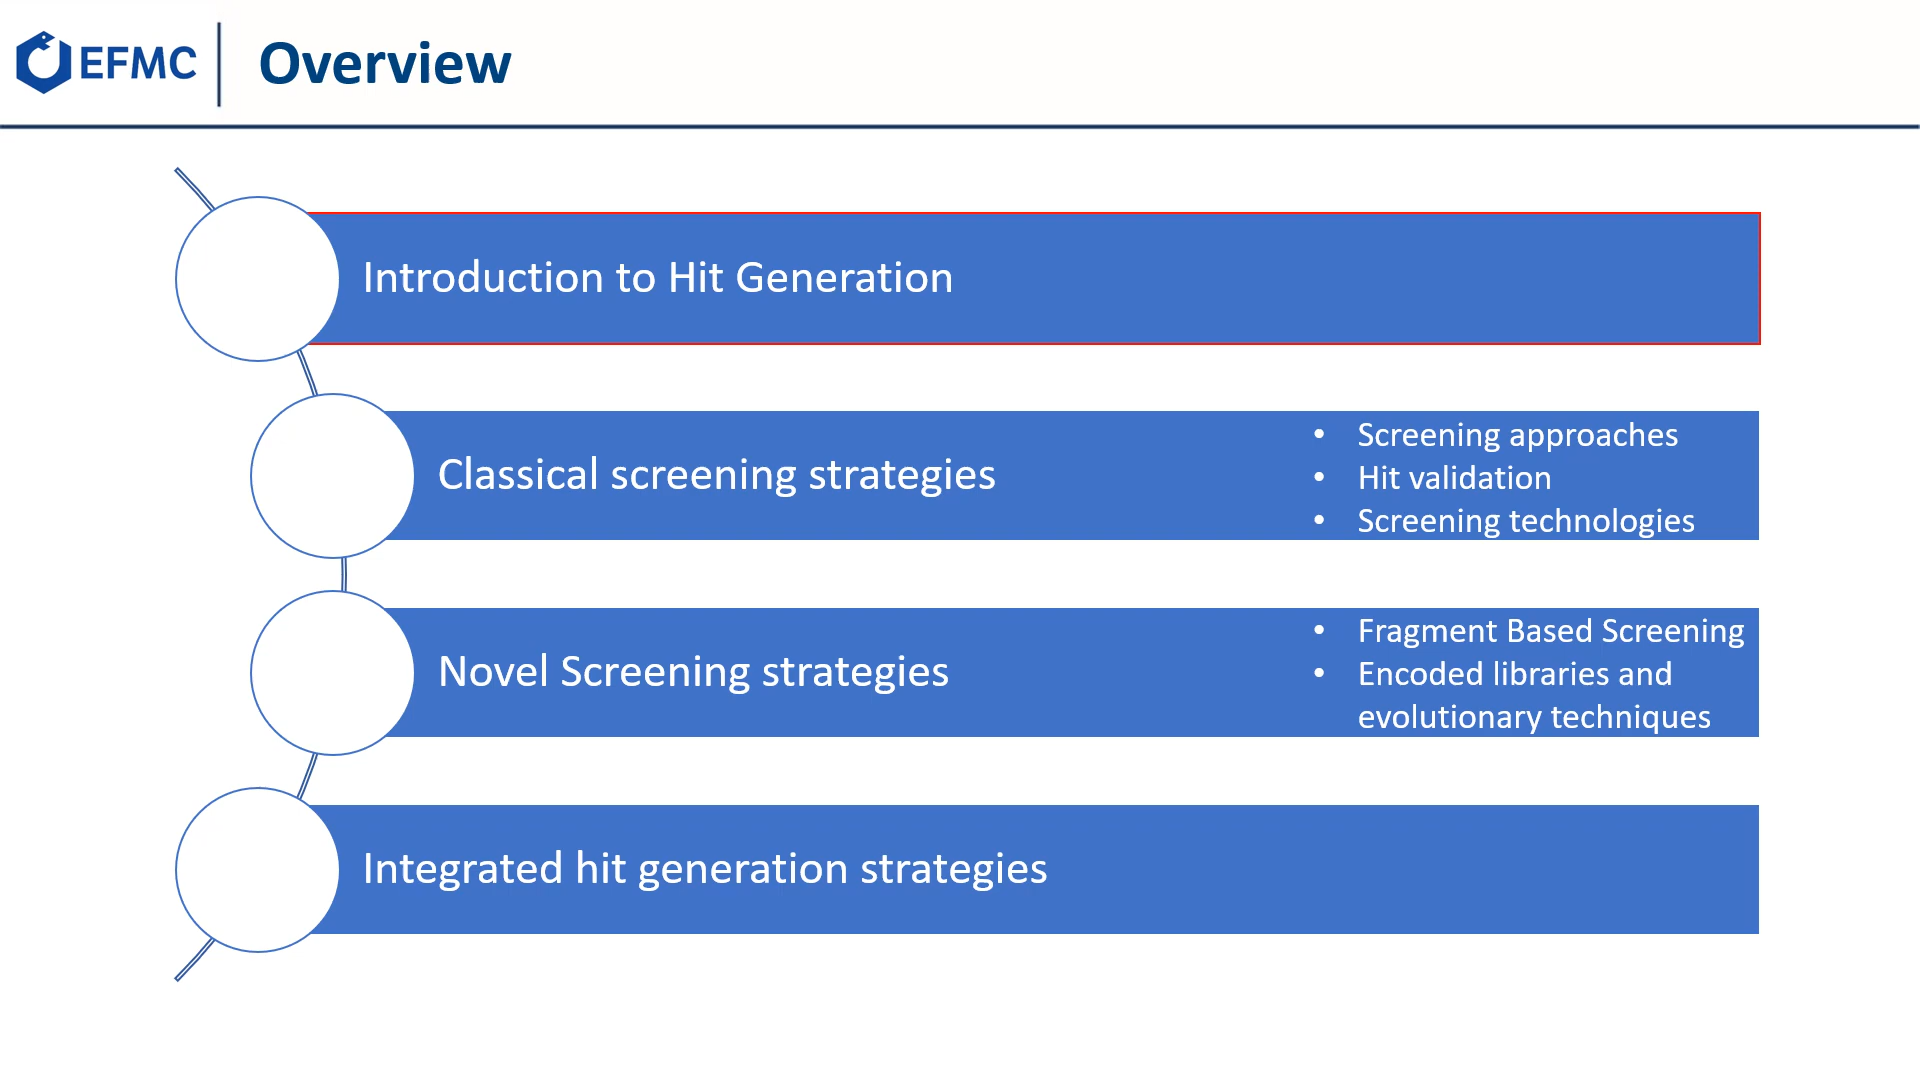 EFMC
Overview
Introduction to Hit Generation
Classical screening strategies
• Screening approaches
• Hit validation
• Screening technologies
Novel Screening strategies
• Fragment Based Screening
• Encoded libraries and
evolutionary techniques
Integrated hit generation strategies